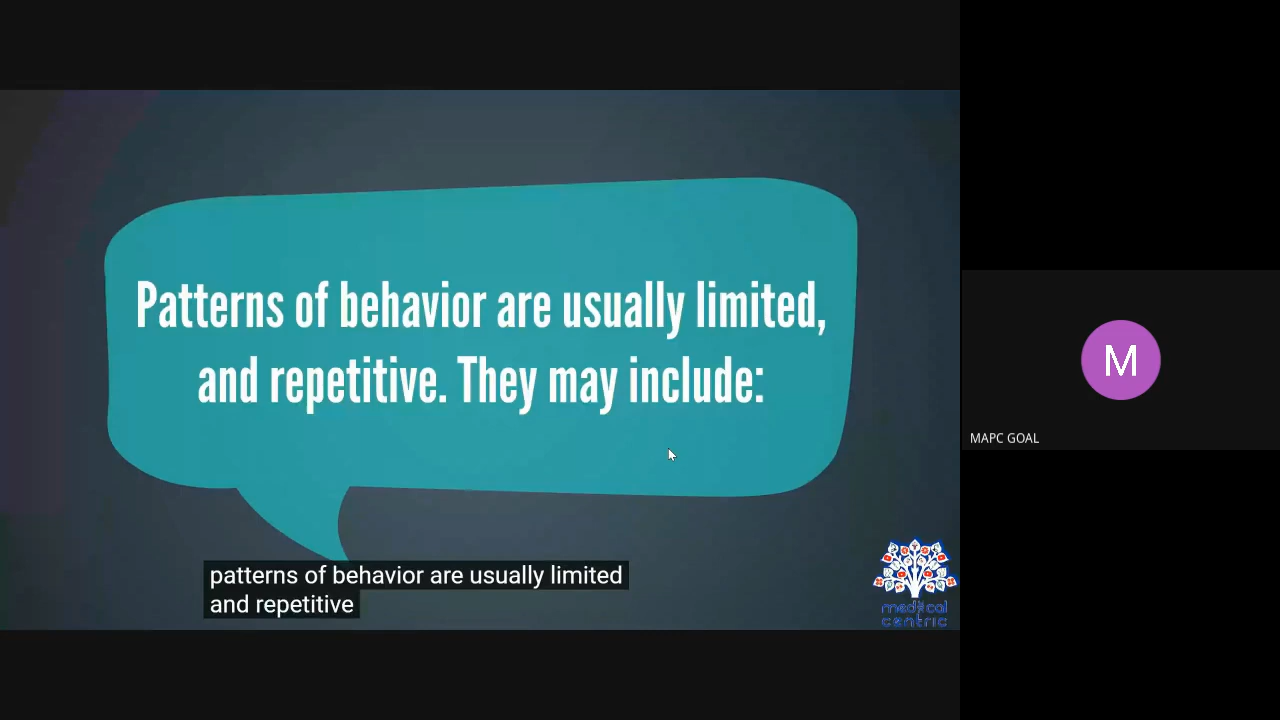 Patterns of behavior are usually limited,
and repetitive. They may include:
patterns of behavior are usually limited
and repetitive
medical
centric
M
MAPC GOAL